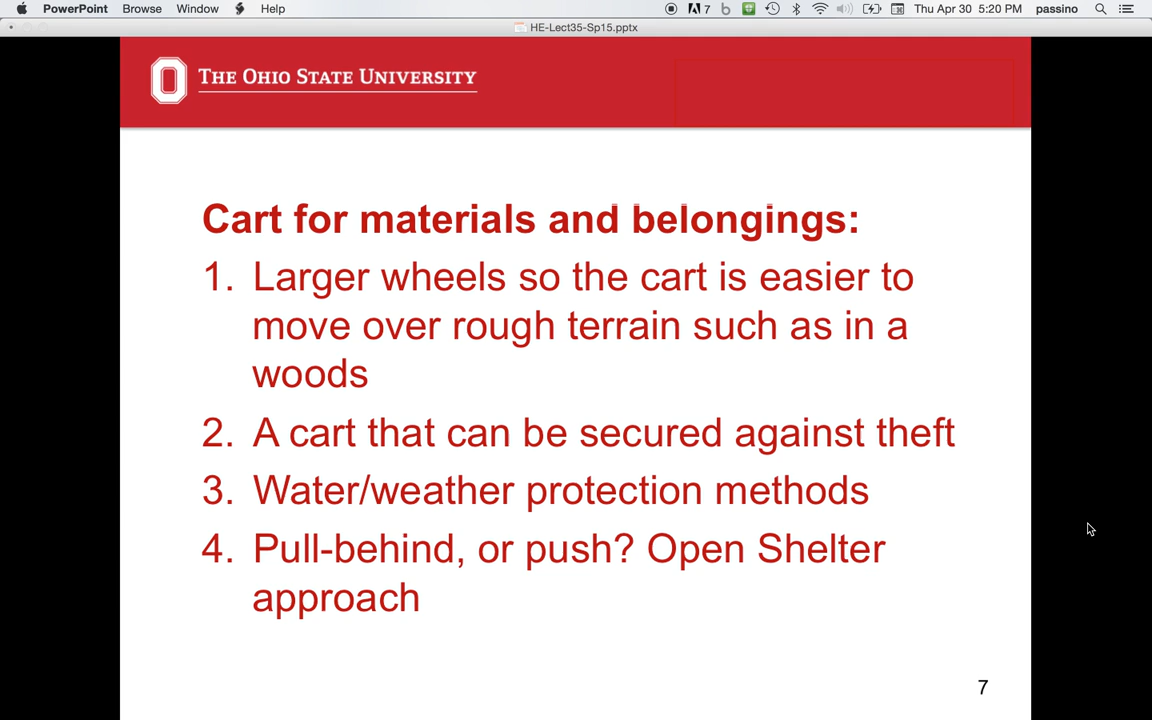 PowerPoint Browse Window Help 7 Thu Apr 30 5:20 PM passino
HE-Lect35-Sp15.pptx
THE OHIO STATE UNIVERSITY
Cart for materials and belongings:
1. Larger wheels so the cart is easier to
move over rough terrain such as in a
woods
2. A cart that can be secured against theft
3. Water/weather protection methods
4. Pull-behind, or push? Open Shelter
approach
7